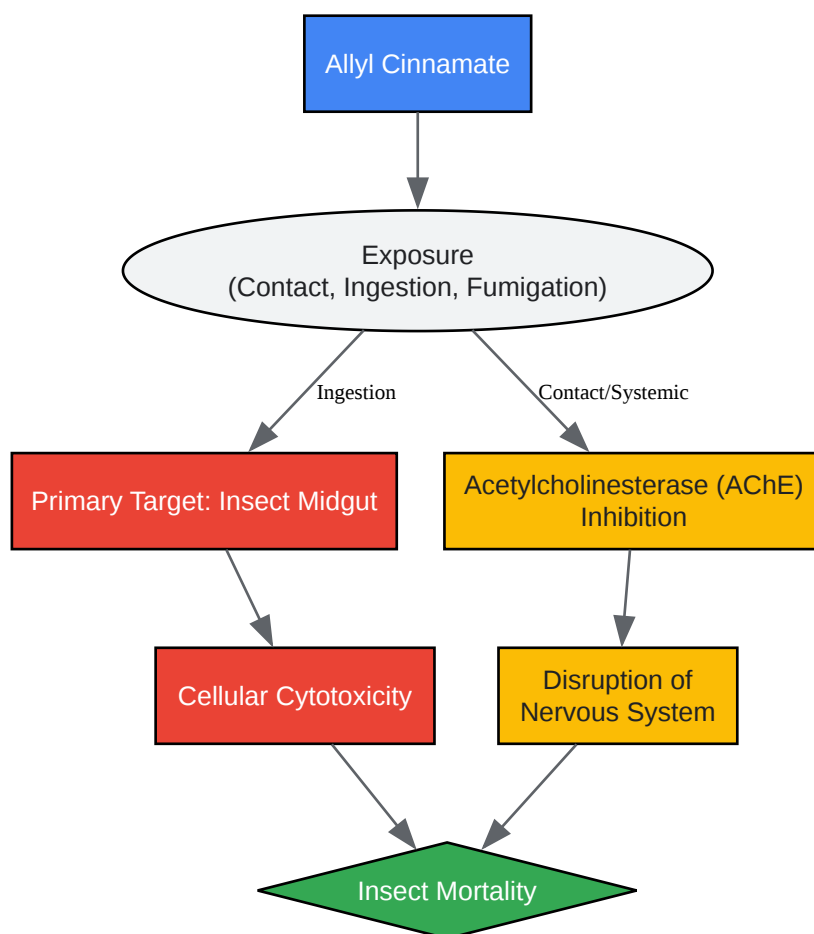 Allyl Cinnamate
Exposure
(Contact, Ingestion, Fumigation)
Ingestion
Contact/Systemic
Primary Target: Insect Midgut
Acetylcholinesterase (AChE)
Inhibition
Cellular Cytotoxicity
Disruption of
Nervous System
Insect Mortality